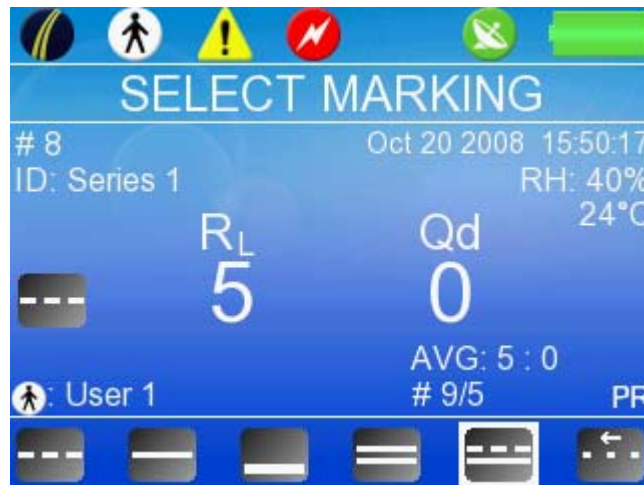 SELECT MARKING
# 8 Oct 20 2008 15:50:17
ID: Series 1 RH: 40%
24°C
RL Qd
5 0
AVG: 5 : 0
: User 1 # 9/5 PR